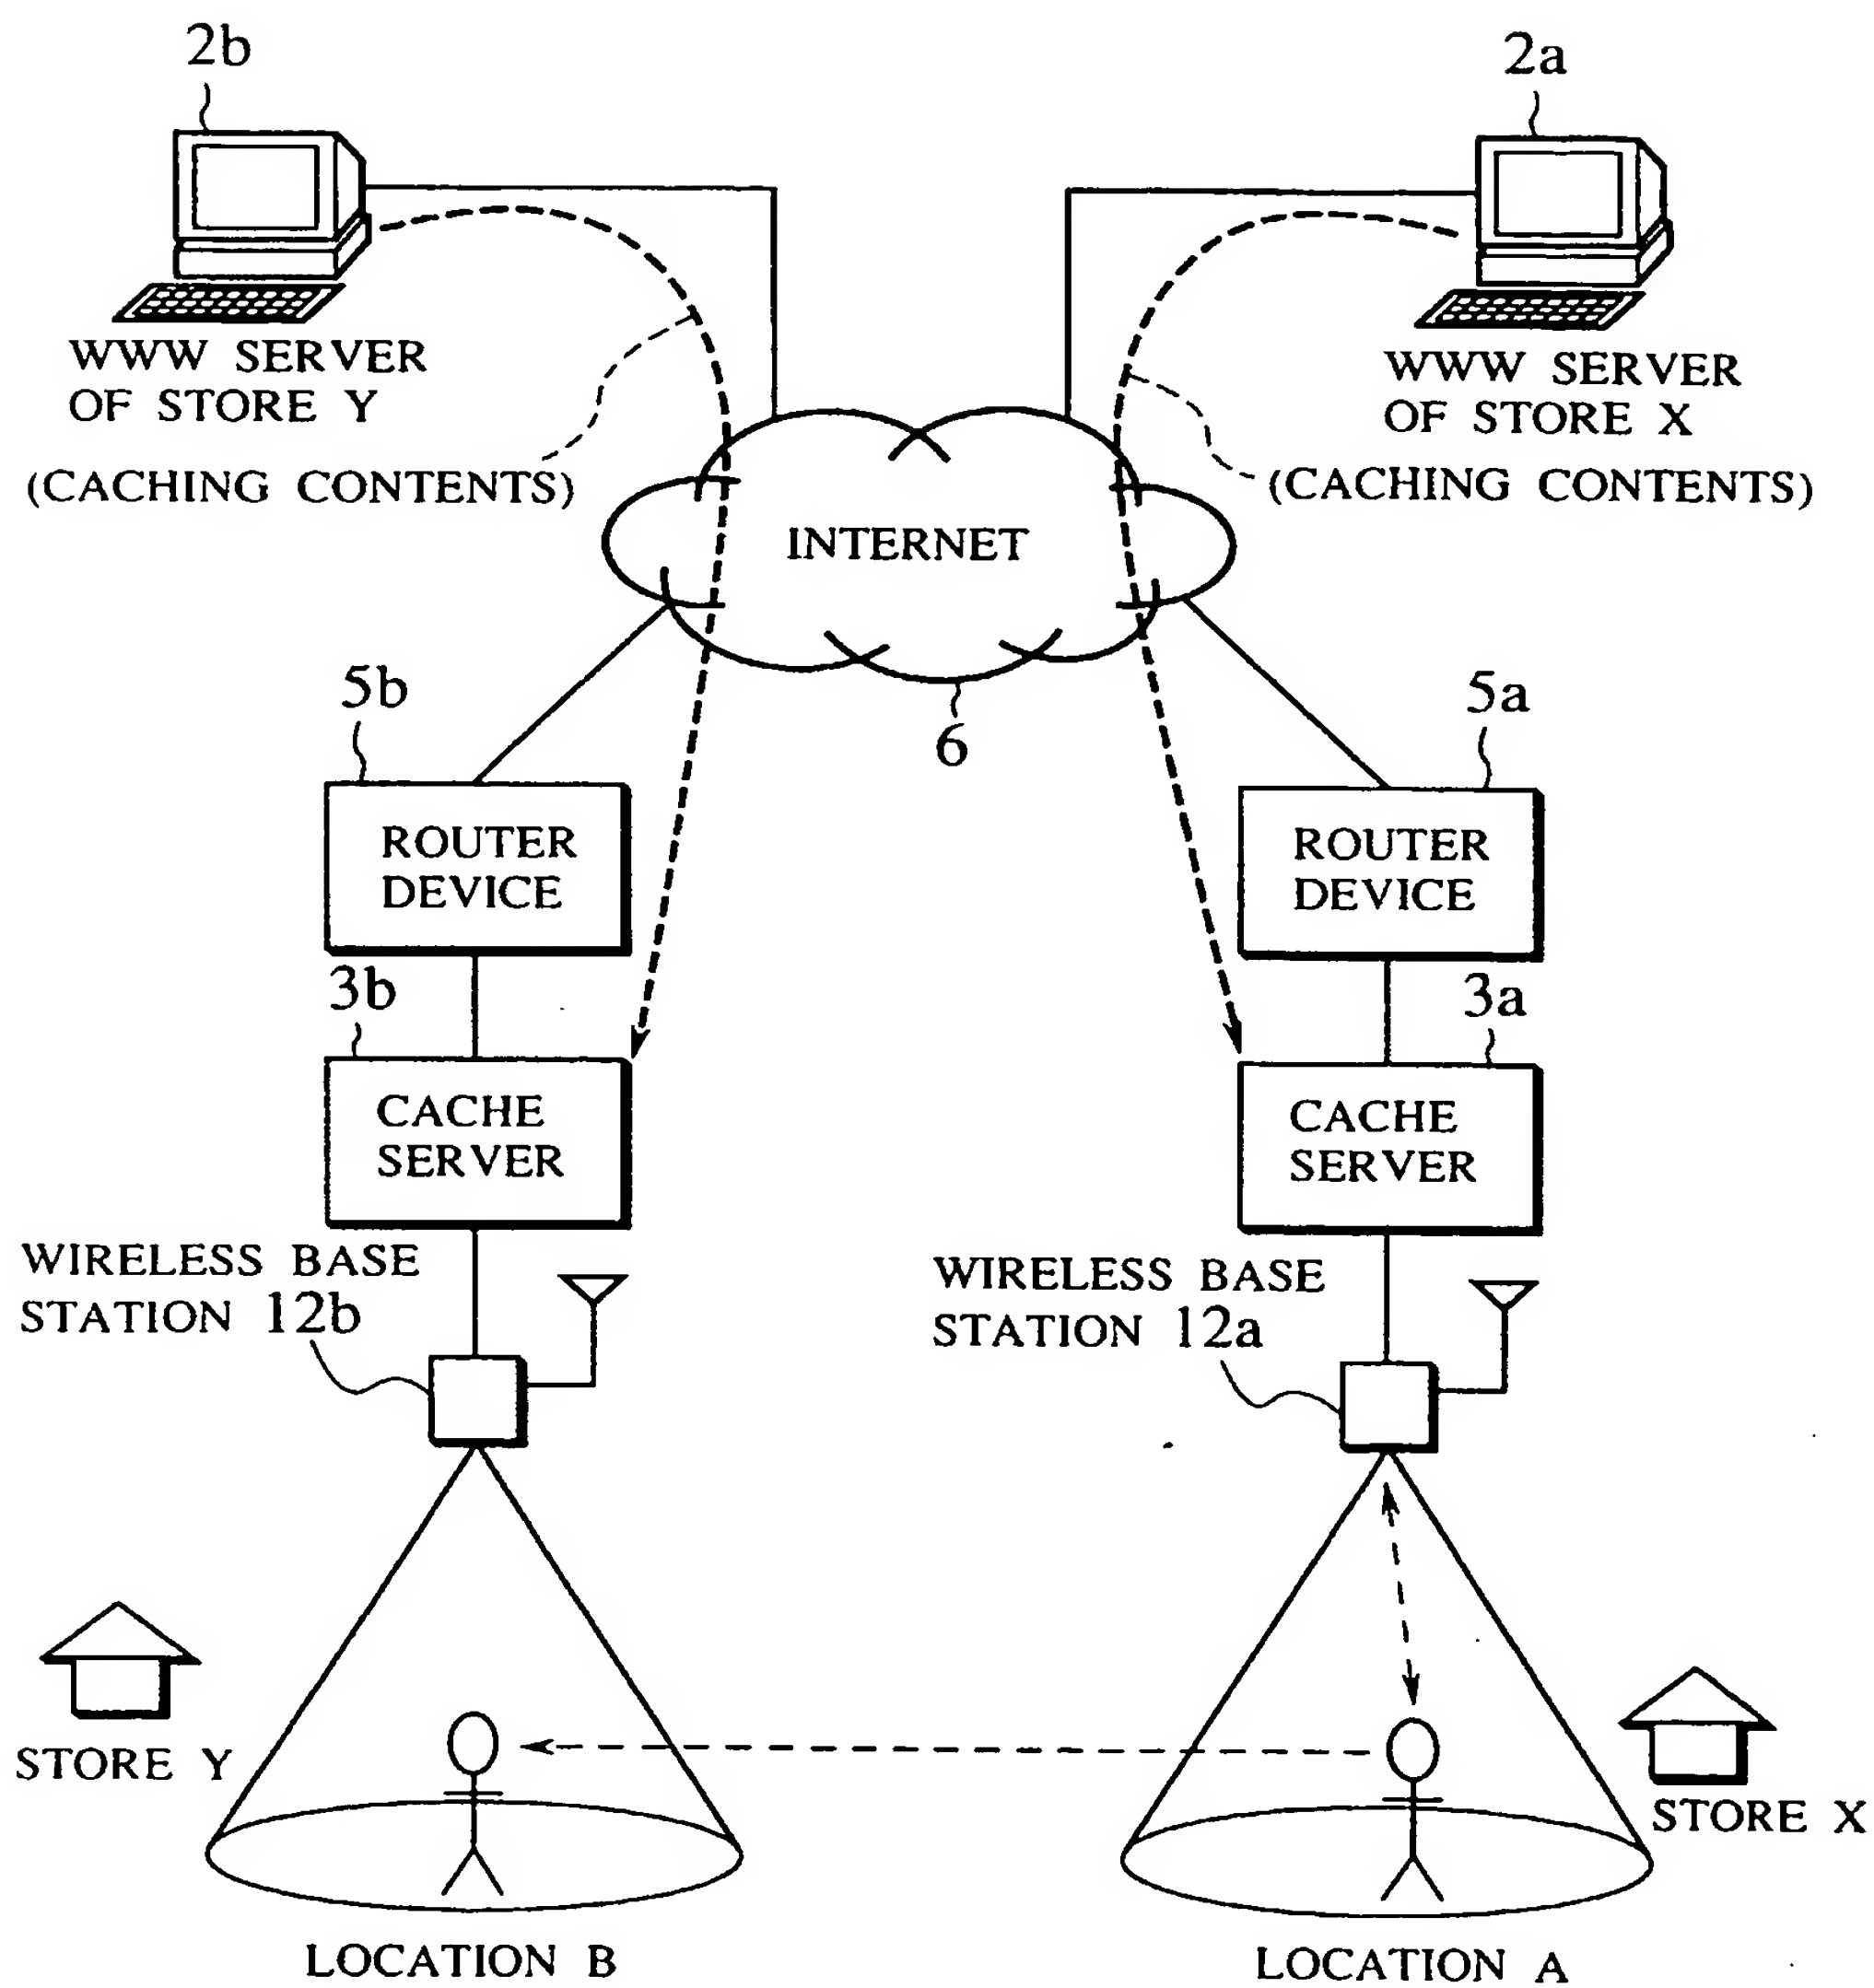 2b
2a
WWW SERVER
OF STORE Y
WWW SERVER
OF STORE X
(CACHING CONTENTS)
(CACHING CONTENTS)
INTERNET
6
5b
5a
ROUTER
DEVICE
ROUTER
DEVICE
3b
3a
CACHE
SERVER
CACHE
SERVER
WIRELESS BASE
STATION 12b
WIRELESS BASE
STATION 12a
STORE Y
STORE X
LOCATION B
LOCATION A